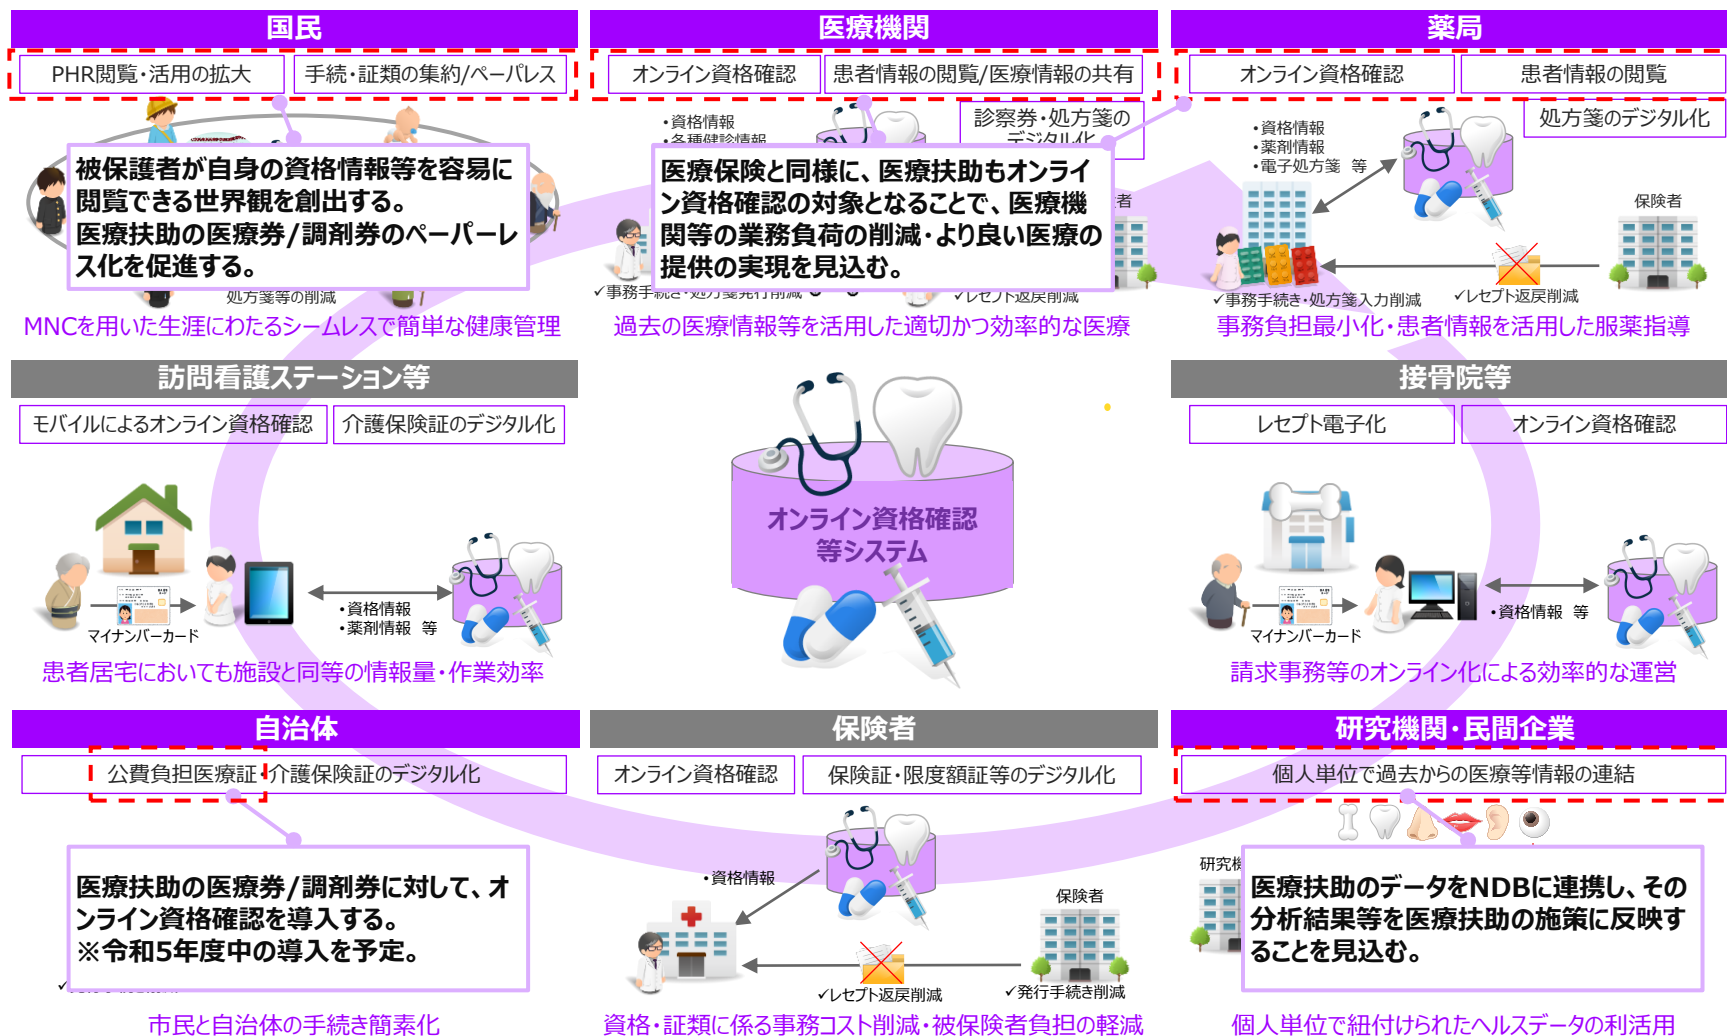 国民
PHR閲覧・活用の拡大
手続・証類の集約/ペーパレス
被保護者が自身の資格情報等を容易に
閲覧できる世界観を創出する。
医療扶助の医療券/調剤券のペーパーレ
ス化を促進する。
処方箋等の削減
MNCを用いた生涯にわたるシームレスで簡単な健康管理
医療機関
オンライン資格確認
患者情報の閲覧/医療情報の共有
診察券・処方箋の
デジタル化
・資格情報
・各種健診情報
医療保険と同様に、医療扶助もオンライ
ン資格確認の対象となることで、医療機
関等の業務負荷の削減・より良い医療の
提供の実現を見込む。
者
✓事務手続き・処方箋発行削減
✓レセプト返戻削減
過去の医療情報等を活用した適切かつ効率的な医療
薬局
オンライン資格確認
患者情報の閲覧
処方箋のデジタル化
・資格情報
・薬剤情報
・電子処方箋 等
保険者
✓事務手続き・処方箋入力削減
✓レセプト返戻削減
事務負担最小化・患者情報を活用した服薬指導
訪問看護ステーション等
モバイルによるオンライン資格確認
介護保険証のデジタル化
マイナンバーカード
・資格情報
・薬剤情報 等
患者居宅においても施設と同等の情報量・作業効率
オンライン資格確認
等システム
接骨院等
レセプト電子化
オンライン資格確認
マイナンバーカード
・資格情報 等
請求事務等のオンライン化による効率的な運営
自治体
公費負担医療証・介護保険証のデジタル化
医療扶助の医療券/調剤券に対して、オ
ンライン資格確認を導入する。
※令和5年度中の導入を予定。
市民と自治体の手続き簡素化
保険者
オンライン資格確認
保険証・限度額証等のデジタル化
・資格情報
保険者
✓レセプト返戻削減
✓発行手続き削減
資格・証類に係る事務コスト削減・被保険者負担の軽減
研究機関・民間企業
個人単位で過去からの医療等情報の連結
研究機
医療扶助のデータをNDBに連携し、その
分析結果等を医療扶助の施策に反映す
ることを見込む。
個人単位で紐付けられたヘルスデータの利活用